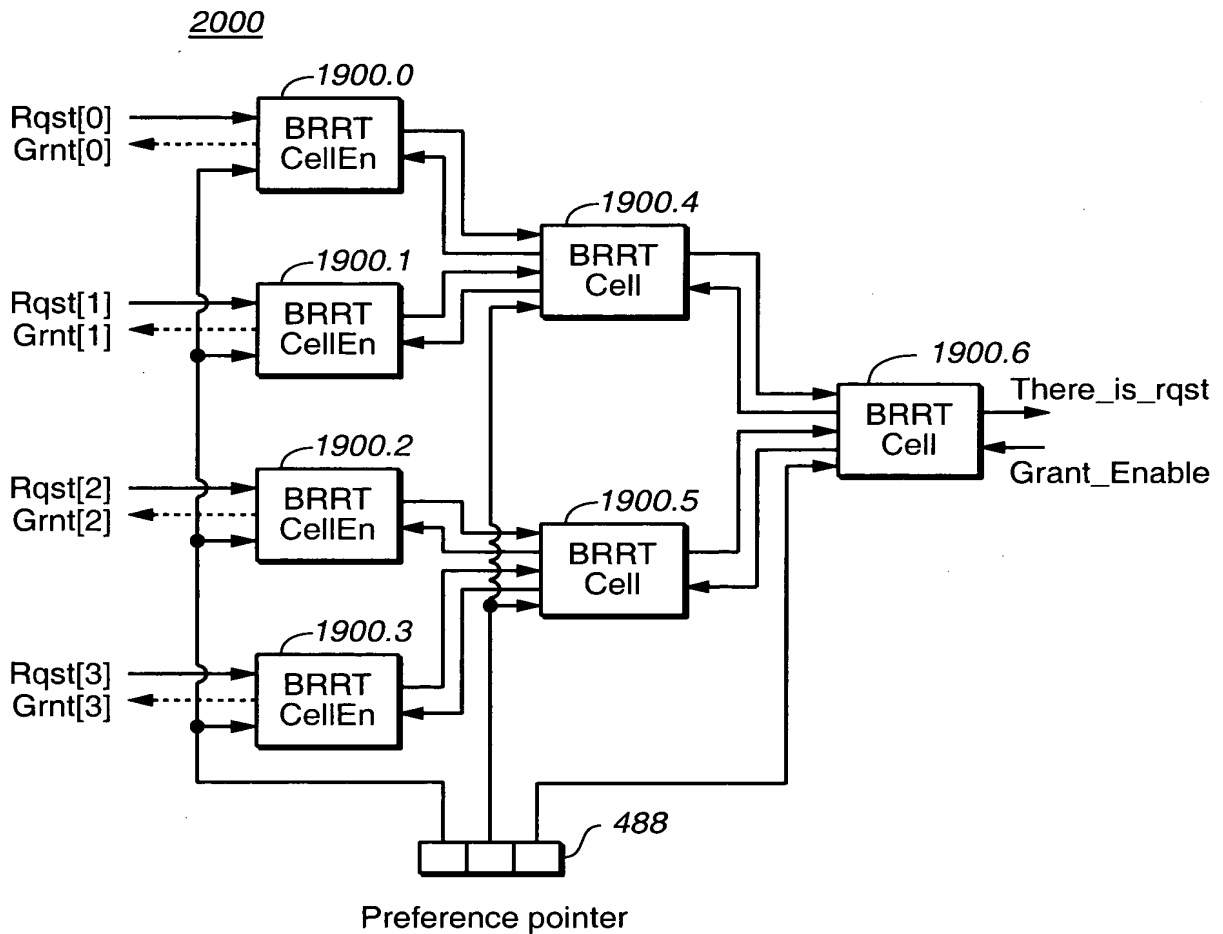 2000
1900.0
Rqst[0]
Grnt[0]
BRRT
CellEn
1900.4
BRRT
Cell
1900.1
Rqst[1]
Grnt[1]
BRRT
CellEn
1900.6
There_is_rqst
BRRT
Cell
Grant_Enable
1900.2
Rqst[2]
Grnt[2]
BRRT
CellEn
1900.5
BRRT
Cell
1900.3
Rqst[3]
Grnt[3]
BRRT
CellEn
488
Preference pointer